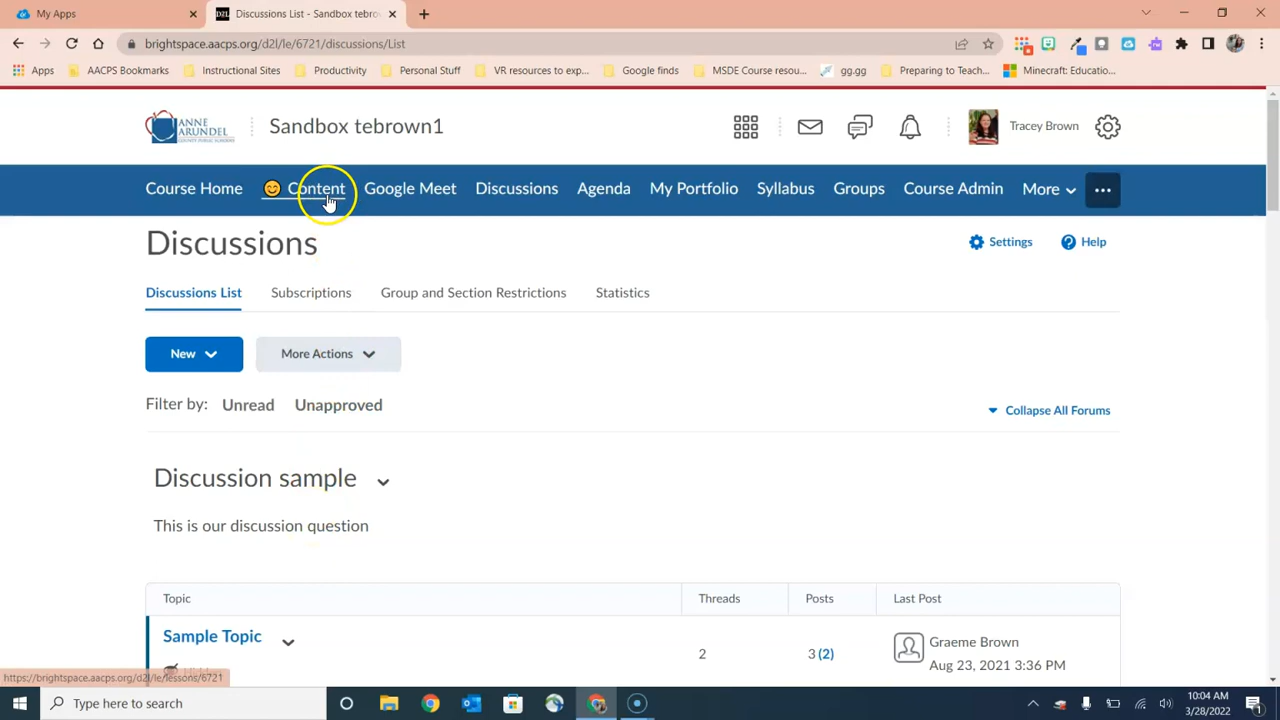 My Apps
Discussions List - Sandbox tebro
brightspace.aacps.org/d2l/le/6721/discussions/List
Apps AACPS Bookmarks Instructional Sites Productivity Personal Stuff VR resources to exp... Google finds MSDE Course resou... gg.gg Preparing to Teach... Minecraft: Educatio...
ANNE ARUNDEL
Sandbox tebrown1
Tracey Brown
Course Home Content Google Meet Discussions Agenda My Portfolio Syllabus Groups Course Admin More
Discussions
Settings Help
Discussions List Subscriptions Group and Section Restrictions Statistics
New More Actions
Filter by: Unread Unapproved
Collapse All Forums
Discussion sample
This is our discussion question
Topic Threads Posts Last Post
Sample Topic
2 3 (2)
Graeme Brown
Aug 23, 2021 3:36 PM
Hidden
https://brightspace.aacps.org/d2l/le/lessons/6721
Type here to search
10:04 AM
3/28/2022